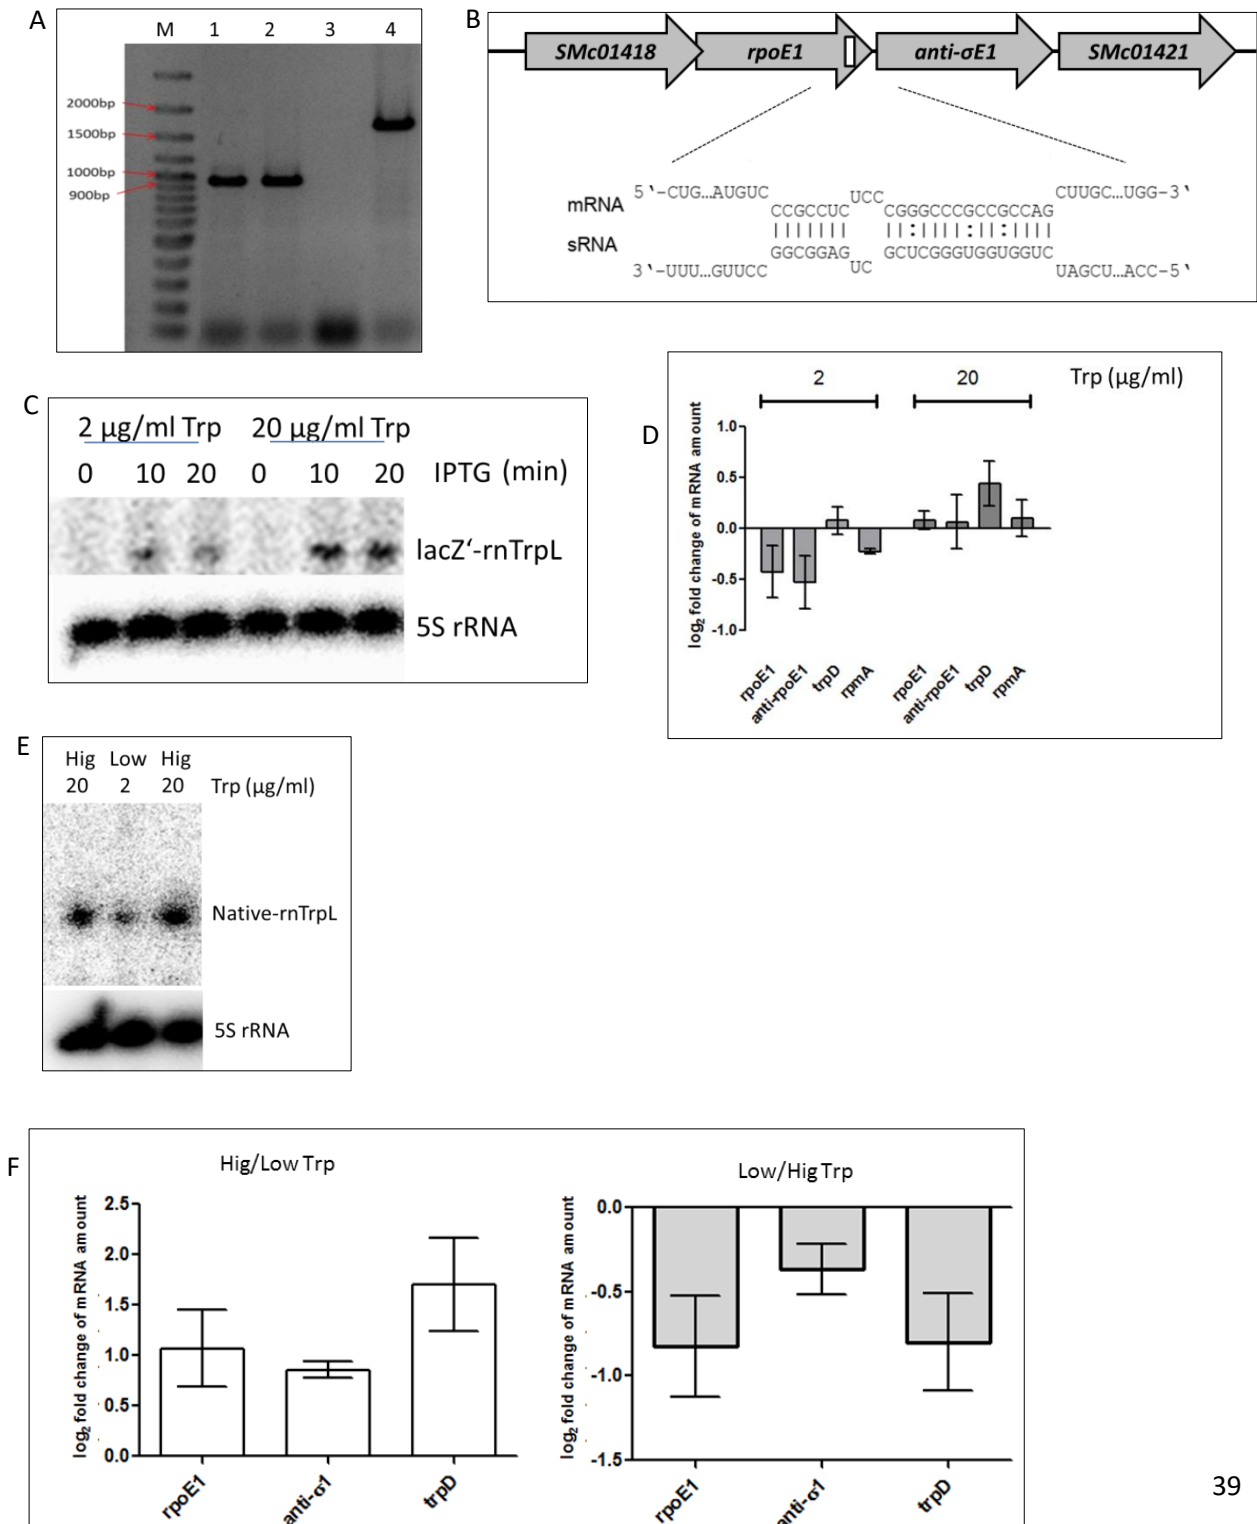 A
M 1 2 3 4
2000bp
1500bp
1000bp
900bp
B
SMc01418 rpoE1 anti-σE1 SMc01421
5'-CUG...AUGUC UCC CUUGC...UGG-3'
mRNA CCGCCUC CGGGCCCGCCGCCAG
sRNA GGCGGAG GCUCGGGUGGUGGUC
3'-UUU...GUUCC UC UAGCU...ACC-5'
C
2 µg/ml Trp 20 µg/ml Trp
0 10 20 0 10 20 IPTG (min)
lacZ'-rnTrpL
5S rRNA
D
2 20 Trp (µg/ml)
log2 fold change of mRNA amount
1.0
0.5
0.0
-0.5
-1.0
rpoE1 anti-rpoE1 trpD rpmA rpoE1 anti-rpoE1 trpD rpmA
E
Hig Low Hig
20 2 20 Trp (µg/ml)
Native-rnTrpL
5S rRNA
F
Hig/Low Trp
log2 fold change of mRNA amount
2.5
2.0
1.5
1.0
0.5
0.0
rpoE1 anti-σ1 trpD
Low/Hig Trp
log2 fold change of mRNA amount
0.0
-0.5
-1.0
-1.5
rpoE1 anti-σ1 trpD
39